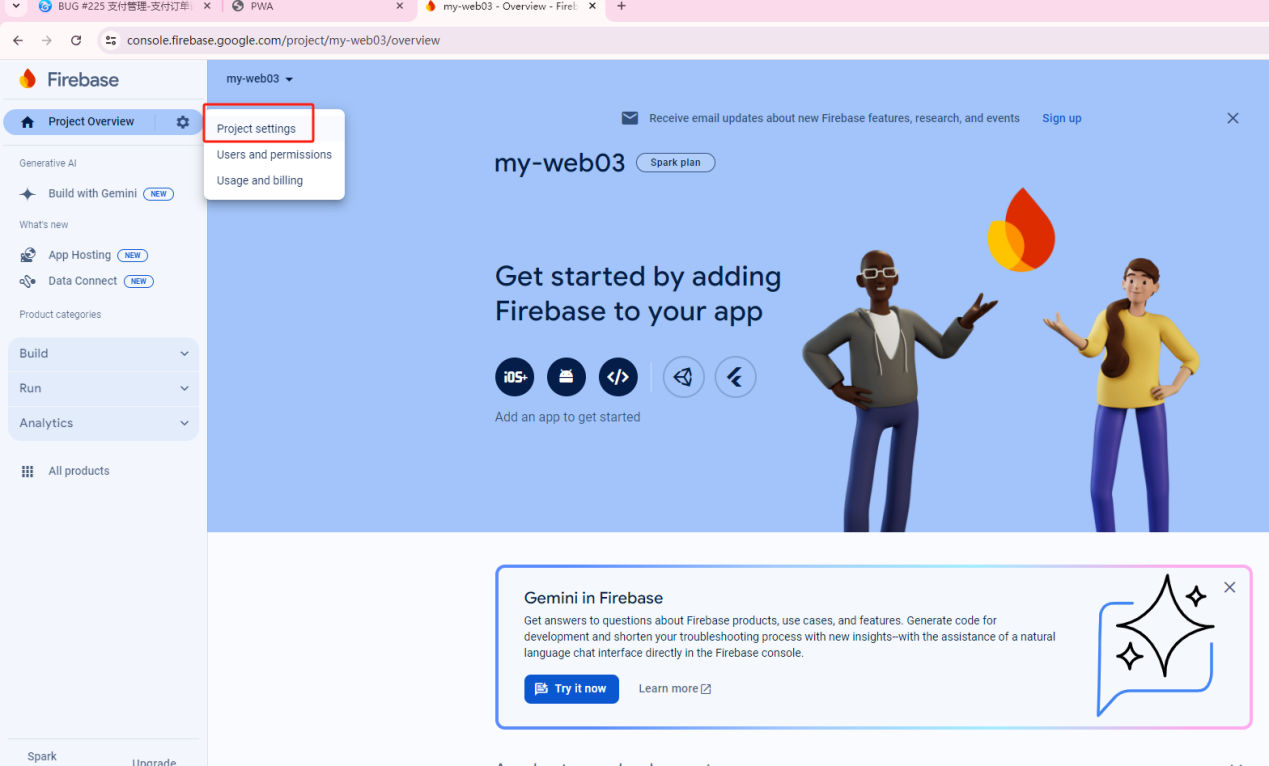 BUG #225 支付管理-支付订单
PWA
my-web03 - Overview - Fireb
console.firebase.google.com/project/my-web03/overview
Firebase
my-web03
Project Overview
Project settings
Users and permissions
Usage and billing
Receive email updates about new Firebase features, research, and events
Sign up
my-web03
Spark plan
Generative AI
Build with Gemini
NEW
What's new
App Hosting
NEW
Data Connect
NEW
Product categories
Build
Run
Analytics
All products
Get started by adding
Firebase to your app
iOS+
Add an app to get started
Gemini in Firebase
Get answers to questions about Firebase products, use cases, and features. Generate code for
development and shorten your troubleshooting process with new insights–with the assistance of a natural
language chat interface directly in the Firebase console.
Try it now
Learn more
Spark
Upgrade